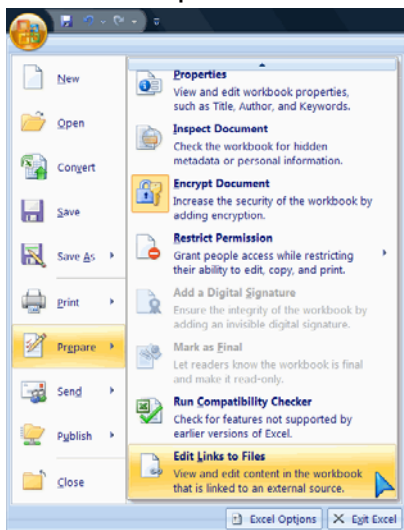 New
Open
Convert
Save
Save As
Print
Prepare
Send
Publish
Close
Properties
View and edit workbook properties,
such as Title, Author, and Keywords.
Inspect Document
Check the workbook for hidden
metadata or personal information.
Encrypt Document
Increase the security of the workbook by
adding encryption.
Restrict Permission
Grant people access while restricting
their ability to edit, copy, and print.
Add a Digital Signature
Ensure the integrity of the workbook by
adding an invisible digital signature.
Mark as Final
Let readers know the workbook is final
and make it read-only.
Run Compatibility Checker
Check for features not supported by
earlier versions of Excel.
Edit Links to Files
View and edit content in the workbook
that is linked to an external source.
Excel Options
Exit Excel